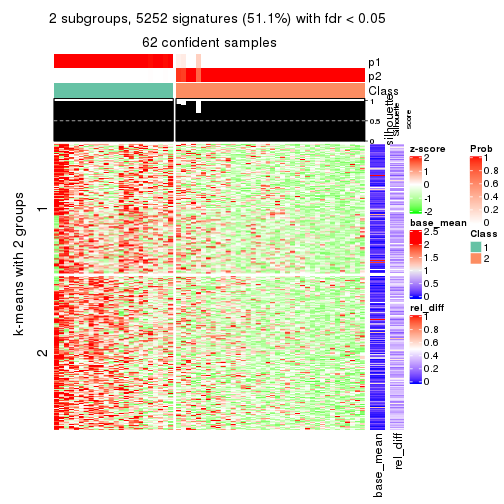 2 subgroups, 5252 signatures (51.1%) with fdr < 0.05
62 confident samples
p1
p2
Class
1
0.5
0
silhouette
Silhouette
score
k-means with 2 groups
1
2
base_mean
rel_diff
z-score
2
1
0
-1
-2
base_mean
2.5
2
1.5
1
0.5
0
rel_diff
1
0.8
0.6
0.4
0.2
0
Prob
1
0.8
0.6
0.4
0.2
0
Class
1
2